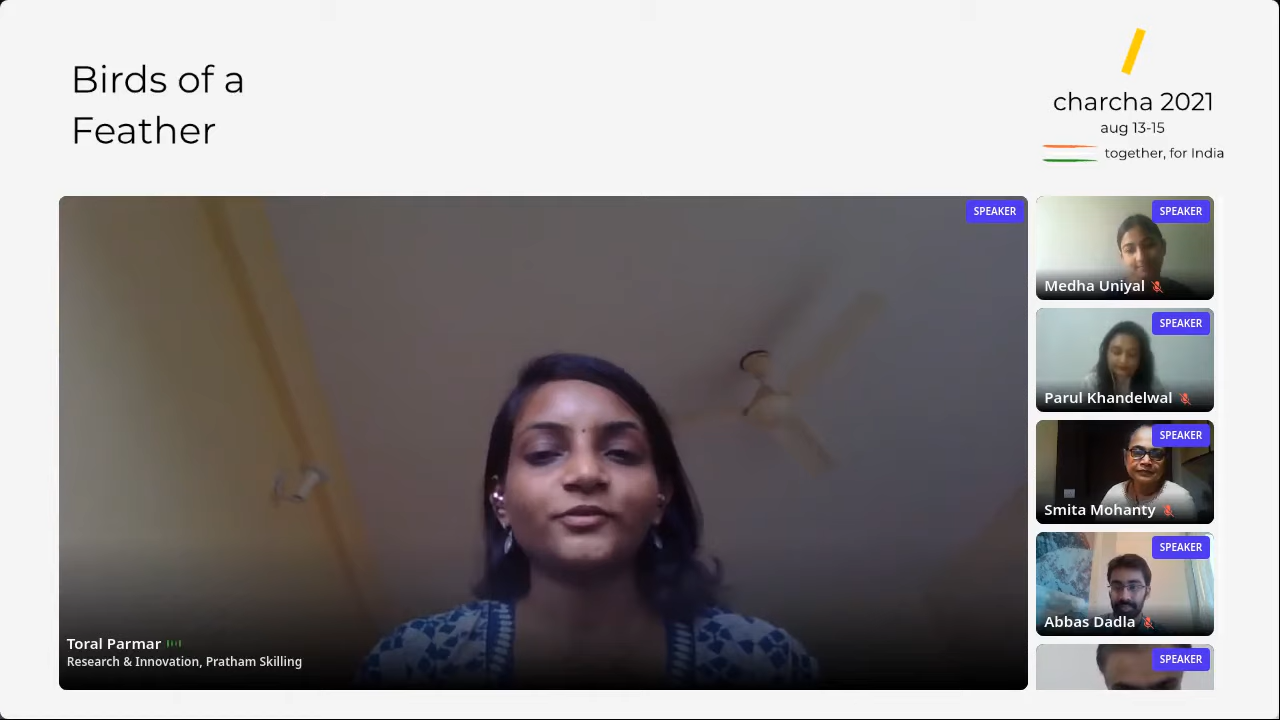 Birds of a
Feather
charcha 2021
aug 13-15
together, for India
SPEAKER
Toral Parmar
Research & Innovation, Pratham Skilling
SPEAKER
Medha Uniyal
SPEAKER
Parul Khandelwal
SPEAKER
Smita Mohanty
SPEAKER
Abbas Dadla
SPEAKER